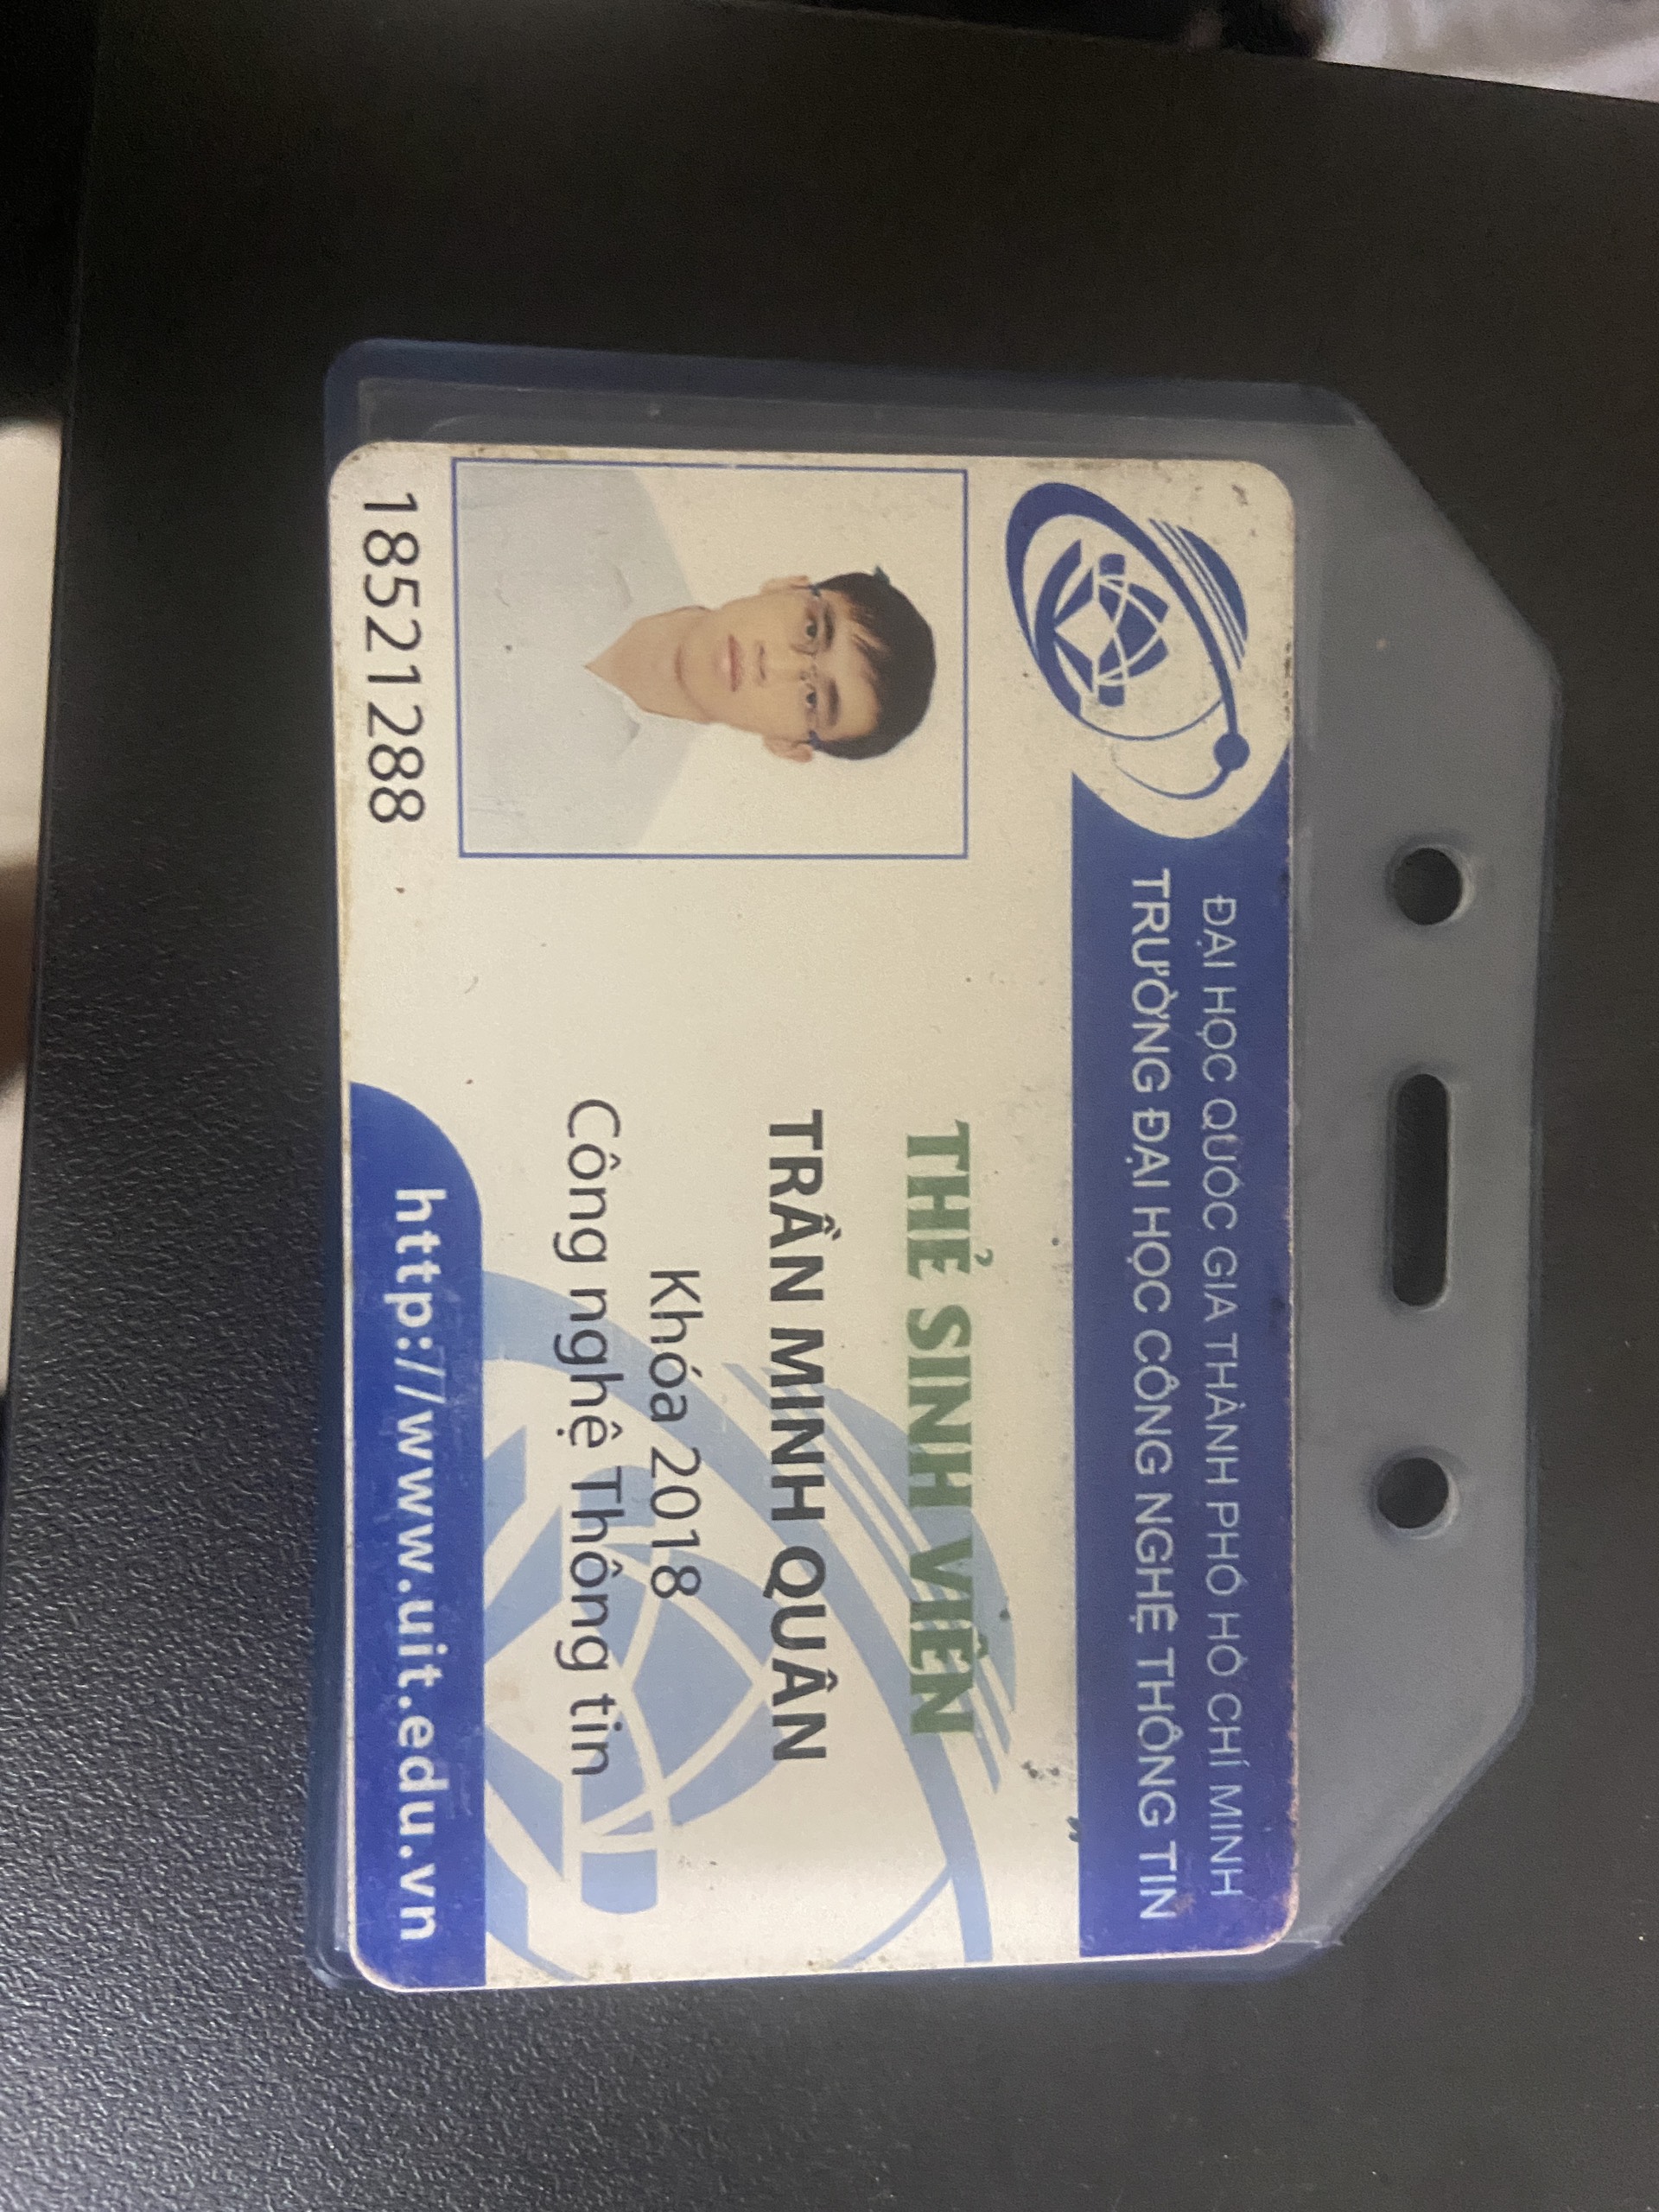 ĐẠI HỌC QUỐC GIA THÀNH PHỐ HỒ CHÍ MINH
TRƯỜNG ĐẠI HỌC CÔNG NGHỆ THÔNG TIN
THẺ SINH VIÊN
TRẦN MINH QUÂN
Khóa 2018
Công nghệ Thông tin
18521288
http://www.uit.edu.vn